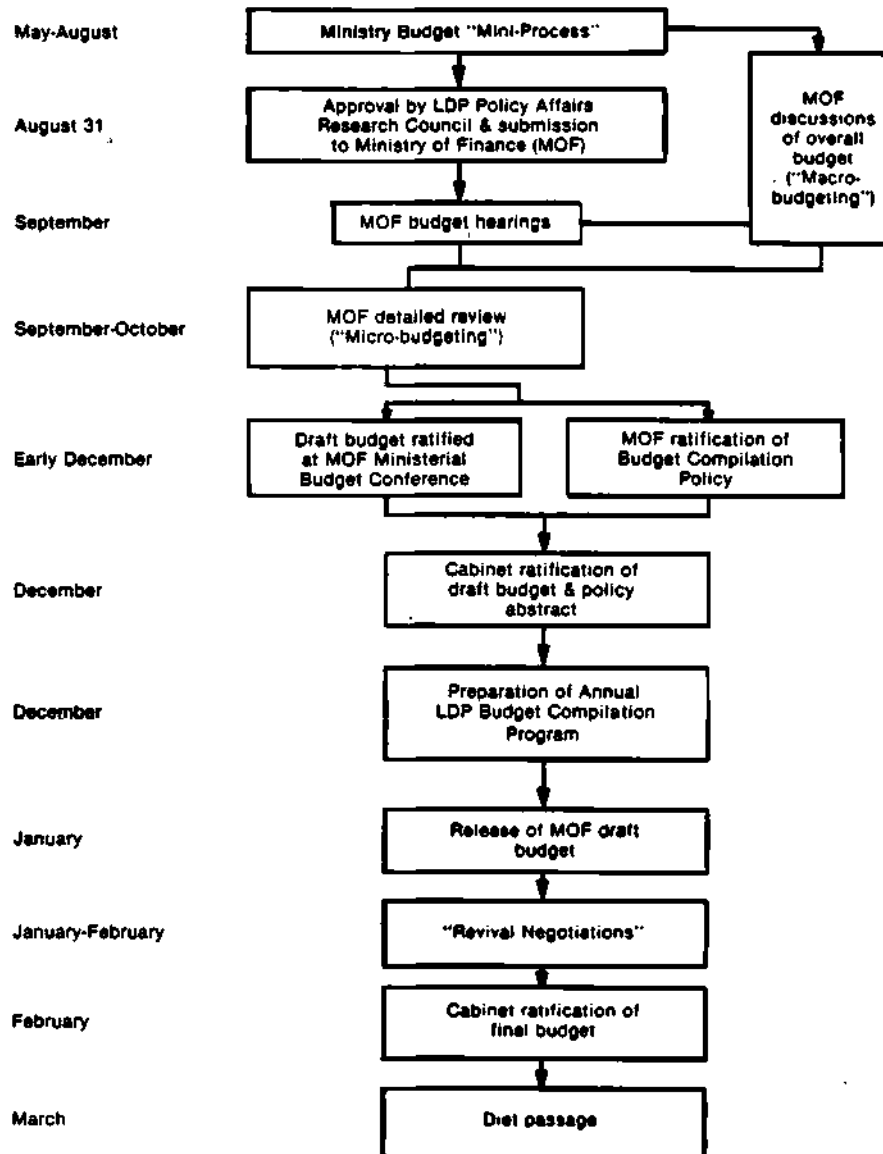 May-August
Ministry Budget "Mini-Process"
MOF
discussions
of overall
budget
("Macro-
budgeting")
August 31
Approval by LDP Policy Affairs
Research Council & submission
to Ministry of Finance (MOF)
September
MOF budget hearings
September-October
MOF detailed review
("Micro-budgeting")
Early December
Draft budget ratified
at MOF Ministerial
Budget Conference
MOF ratification of
Budget Compilation
Policy
December
Cabinet ratification of
draft budget & policy
abstract
December
Preparation of Annual
LDP Budget Compilation
Program
January
Release of MOF draft
budget
January-February
"Revival Negotiations"
February
Cabinet ratification of
final budget
March
Diet passage